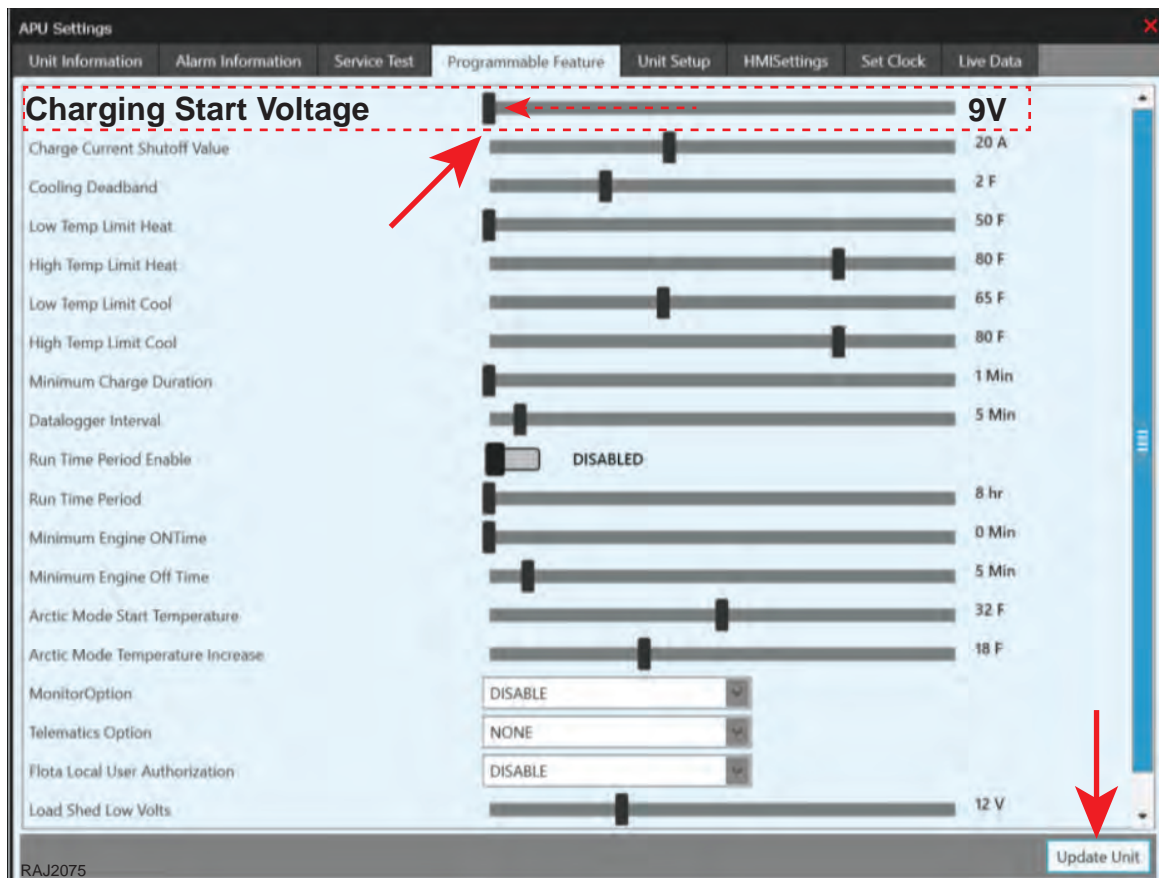 APU Settings
Unit Information Alarm Information Service Test Programmable Feature Unit Setup HMISettings Set Clock Live Data
Charging Start Voltage 9V
Charge Current Shutoff Value 20 A
Cooling Deadband 2 F
Low Temp Limit Heat 50 F
High Temp Limit Heat 80 F
Low Temp Limit Cool 65 F
High Temp Limit Cool 80 F
Minimum Charge Duration 1 Min
Datalogger Interval 5 Min
Run Time Period Enable DISABLED
Run Time Period 8 hr
Minimum Engine ONTime 0 Min
Minimum Engine Off Time 5 Min
Arctic Mode Start Temperature 32 F
Arctic Mode Temperature Increase 18 F
MonitorOption DISABLE
Telematics Option NONE
Flota Local User Authorization DISABLE
Load Shed Low Volts 12 V
Update Unit
RAJ2075